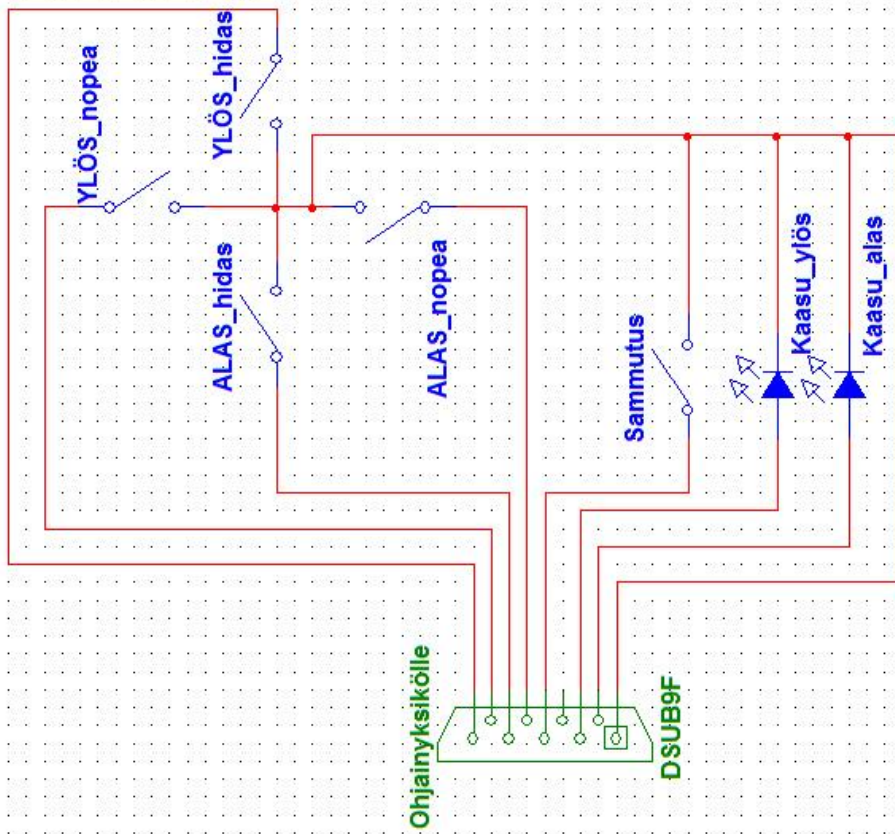 YLÖS_nopea
YLÖS_hidas
ALAS_hidas
ALAS_nopea
Sammutus
Kaasu_ylös
Kaasu_alas
Ohjainyksikölle
DSUB9F